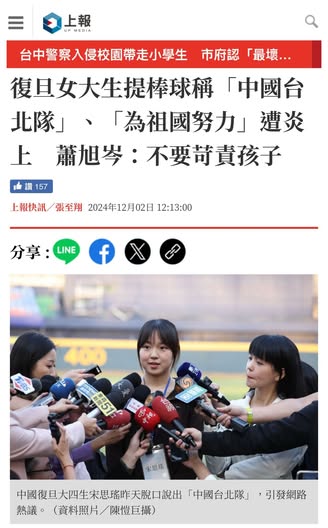 上報
UP MEDIA
台中警察入侵校園帶走小學生 市府認「最壞...
復旦女大生提棒球稱「中國台
北隊」、「為祖國努力」遭炎
上 蕭旭岑：不要苛責孩子
讚 157
上報快訊／張至翔 2024年12月02日 12:13:00
分享：LINE
400
宋思瑤
中國復旦大四生宋思瑤昨天脫口說出「中國台北隊」，引發網路
熱議。（資料照片／陳愷巨攝）